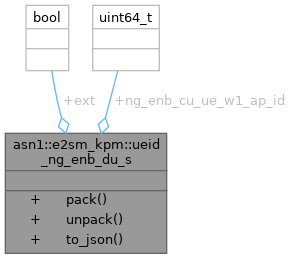 bool
uint64_t
+ext
+ng_enb_cu_ue_w1_ap_id
asn1::e2sm_kpm::ueid
_ng_enb_du_s
+ pack()
+ unpack()
+ to_json()